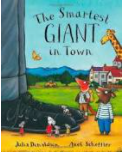 The Smartest
GIANT
in Town
Julia Donaldson
Axel Scheffler